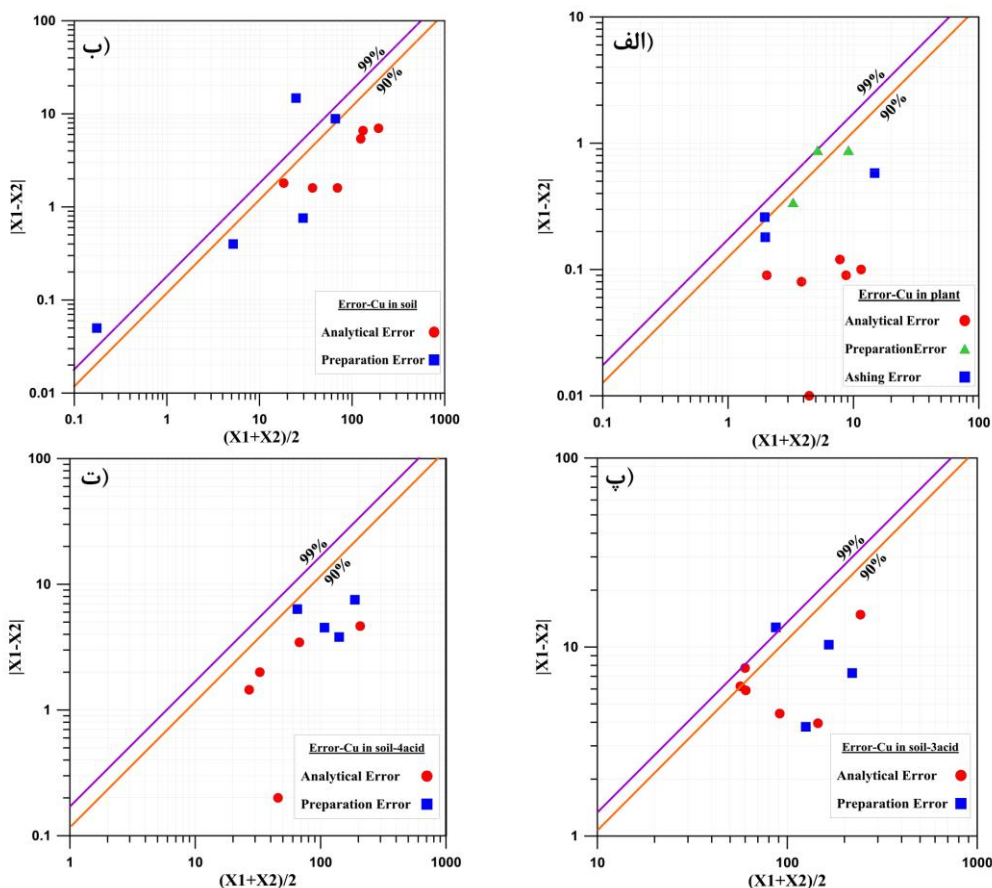 ب)
100
10
1
0.1
0.01
|X1-X2|
99%
90%
Error-Cu in soil
Analytical Error
Preparation Error
0.1
1
10
100
1000
(X1+X2)/2
الف)
10
1
0.1
0.01
|X1-X2|
99%
90%
Error-Cu in plant
Analytical Error
PreparationError
Ashing Error
0.1
1
10
100
(X1+X2)/2
ت)
100
10
1
0.1
|X1-X2|
99%
90%
Error-Cu in soil-4acid
Analytical Error
Preparation Error
1
10
100
1000
(X1+X2)/2
پ)
100
10
1
|X1-X2|
99%
90%
Error-Cu in soil-3acid
Analytical Error
Preparation Error
10
100
1000
(X1+X2)/2